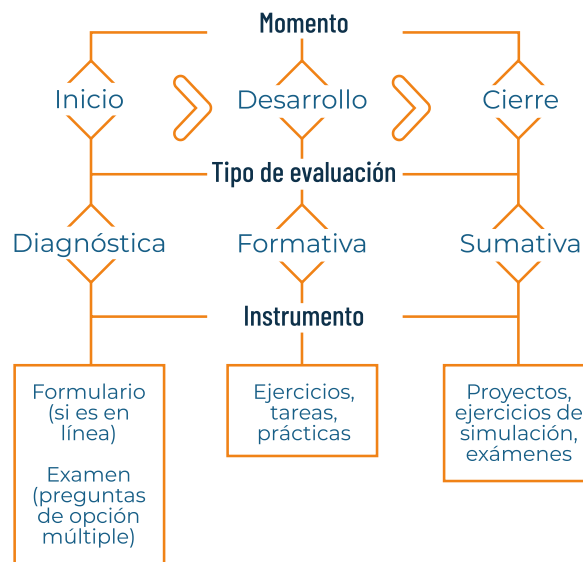 Momento
Inicio
Desarrollo
Cierre
Tipo de evaluación
Diagnóstica
Formativa
Sumativa
Instrumento
Formulario
(si es en
línea)
Examen
(preguntas
de opción
múltiple)
Ejercicios,
tareas,
prácticas
Proyectos,
ejercicios de
simulación,
exámenes